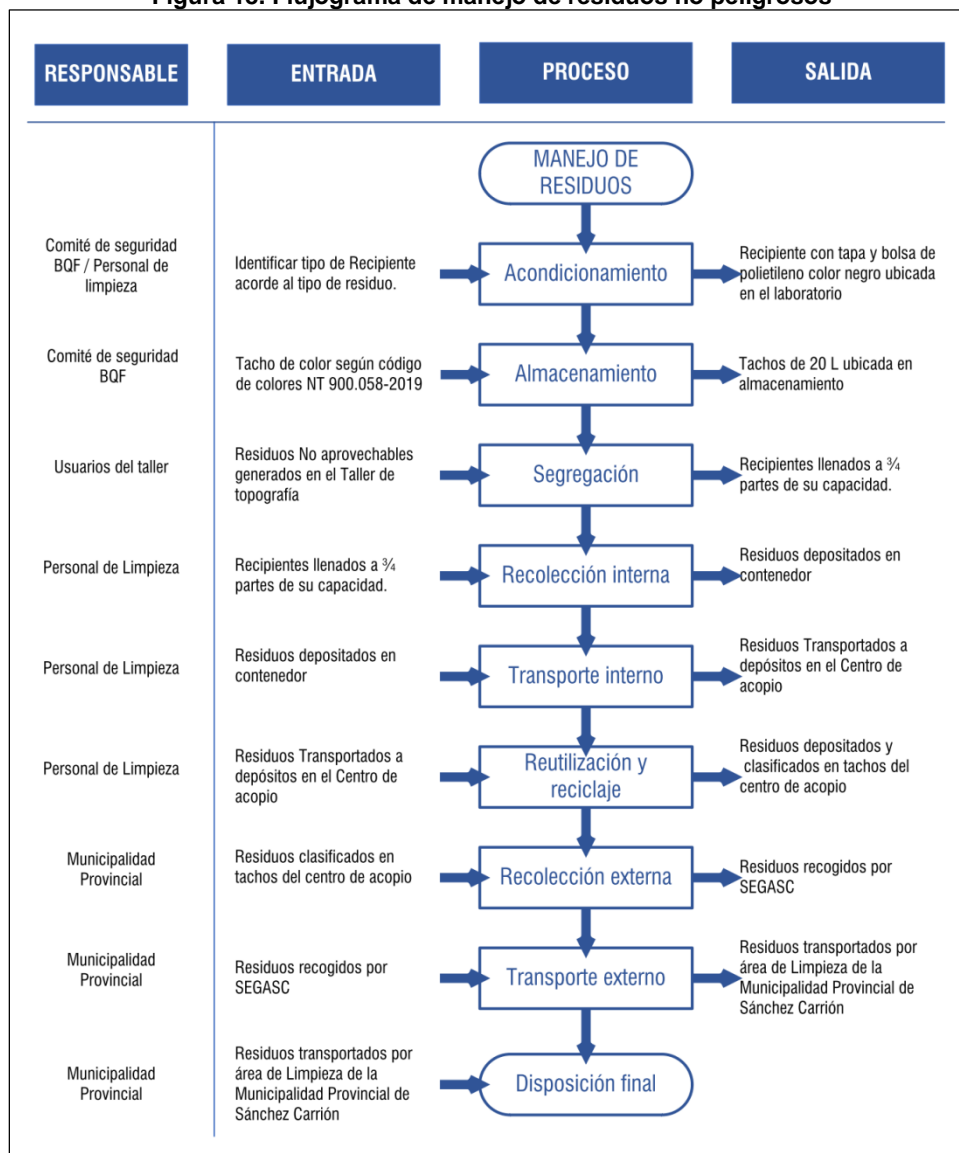 Figura 15. Flujograma de manejo de residuos no peligrosos
RESPONSABLE
ENTRADA
PROCESO
SALIDA
MANEJO DE
RESIDUOS
Comité de seguridad
BQF / Personal de
limpieza
Identificar tipo de Recipiente
acorde al tipo de residuo.
Acondicionamiento
Recipiente con tapa y bolsa de
polietileno color negro ubicada
en el laboratorio
Comité de seguridad
BQF
Tacho de color según código
de colores NT 900.058-2019
Almacenamiento
Tachos de 20 L ubicada en
almacenamiento
Usuarios del taller
Residuos No aprovechables
generados en el Taller de
topografía
Segregación
Recipientes llenados a ¾
partes de su capacidad.
Personal de Limpieza
Recipientes llenados a ¾
partes de su capacidad.
Recolección interna
Residuos depositados en
contenedor
Personal de Limpieza
Residuos depositados en
contenedor
Transporte interno
Residuos Transportados a
depósitos en el Centro de
acopio
Personal de Limpieza
Residuos Transportados a
depósitos en el Centro de
acopio
Reutilización y
reciclaje
Residuos depositados y
clasificados en tachos del
centro de acopio
Municipalidad
Provincial
Residuos clasificados en
tachos del centro de acopio
Recolección externa
Residuos recogidos por
SEGASC
Municipalidad
Provincial
Residuos recogidos por
SEGASC
Transporte externo
Residuos transportados por
área de Limpieza de la
Municipalidad Provincial de
Sánchez Carrión
Municipalidad
Provincial
Residuos transportados por
área de Limpieza de la
Municipalidad Provincial de
Sánchez Carrión
Disposición final